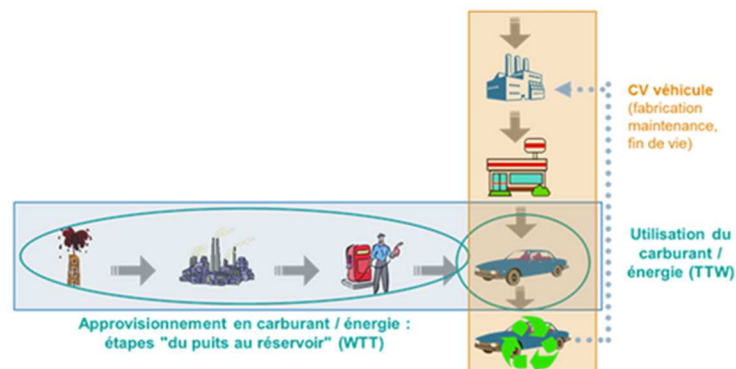 CV véhicule
(fabrication
maintenance,
fin de vie)
Utilisation du
carburant /
énergie (TTW)
Approvisionnement en carburant / énergie :
étapes "du puits au réservoir" (WTT)